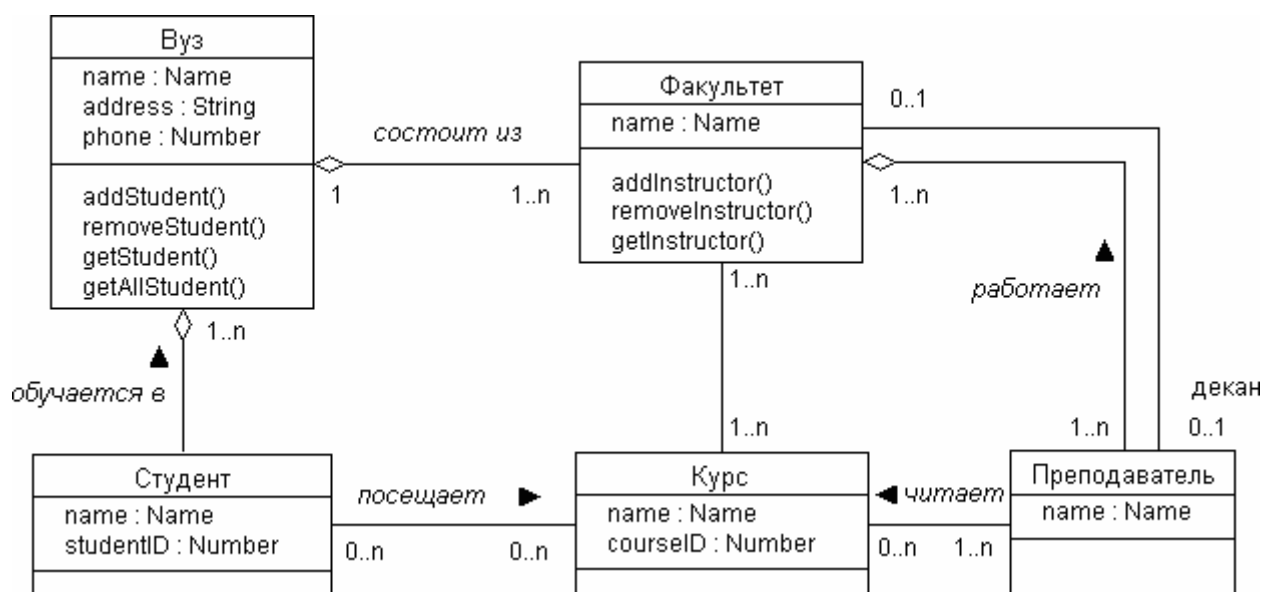 Вуз
name : Name
address : String
phone : Number
addStudent()
removeStudent()
getStudent()
getAllStudent()
состоит из
1
1..n
Факультет
name : Name
addInstructor()
removeInstructor()
getInstructor()
0..1
1..n
работает
1..n
1..n
обучается в
1..n
декан
1..n
0..1
Студент
name : Name
studentID : Number
посещает
0..n
0..n
Курс
name : Name
courseID : Number
читает
0..n
1..n
Преподаватель
name : Name